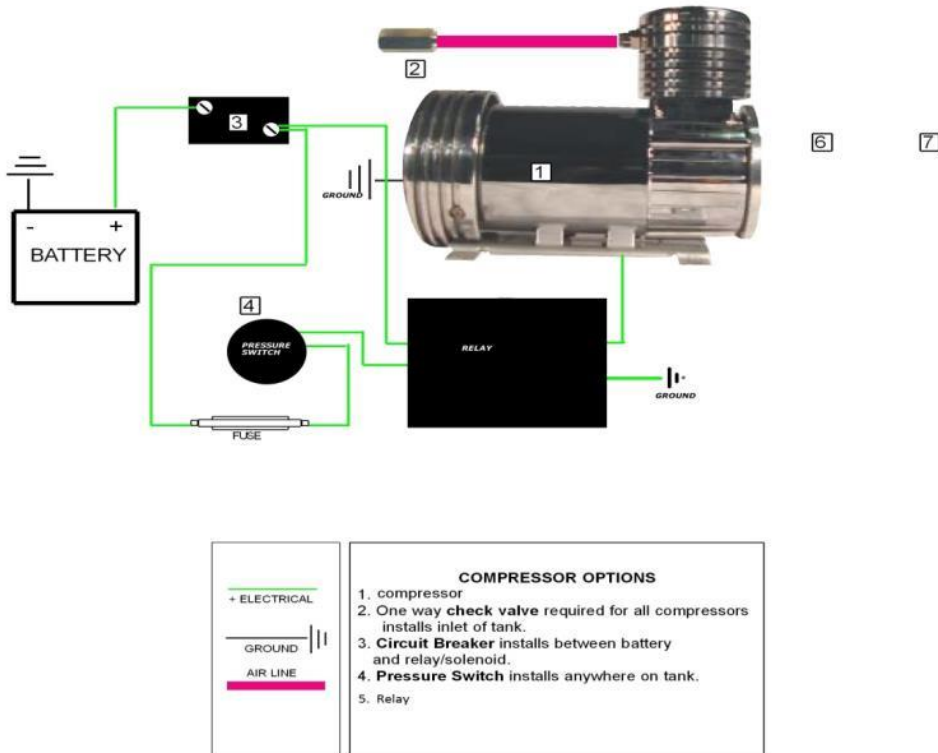 2
3
1
6
7
GROUND
- +
BATTERY
4
PRESSURE
SWITCH
RELAY
GROUND
FUSE
+ ELECTRICAL
GROUND
AIR LINE
COMPRESSOR OPTIONS
1. compressor
2. One way check valve required for all compressors
installs inlet of tank.
3. Circuit Breaker installs between battery
and relay/solenoid.
4. Pressure Switch installs anywhere on tank.
5. Relay